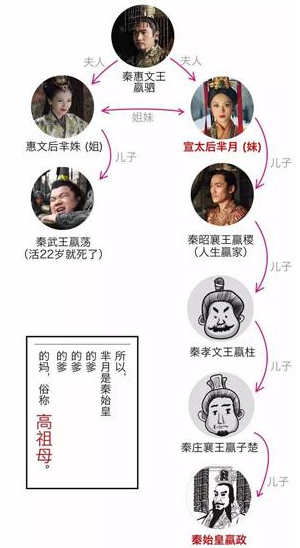 秦惠文王
嬴驷
夫人
夫人
惠文后芈姝 (姐)
姐妹
宣太后芈月 (妹)
儿子
儿子
秦武王嬴荡
(活22岁就死了)
秦昭襄王嬴稷
(人生赢家)
儿子
秦孝文王嬴柱
儿子
秦庄襄王嬴子楚
儿子
秦始皇嬴政
所以，
芈月是秦始皇
的爹
的爹
的爹
的妈，俗称高祖母。